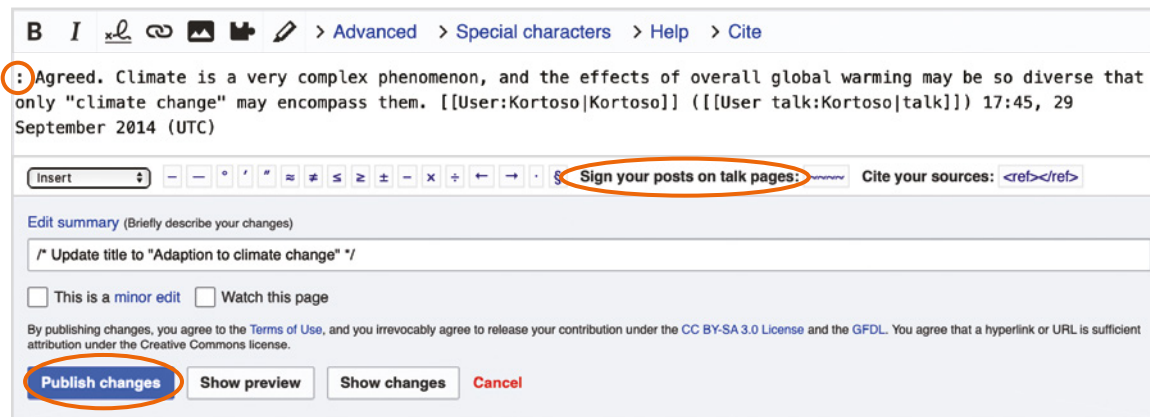 B I Advanced Special characters Help Cite
: Agreed. Climate is a very complex phenomenon, and the effects of overall global warming may be so diverse that
only "climate change" may encompass them. [[User:Kortoso|Kortoso]] ([[User talk:Kortoso|talk]]) 17:45, 29
September 2014 (UTC)
Insert – — ° ′ ″ ≈ ≠ ≤ ≥ ± − × ÷ ← → · § Sign your posts on talk pages: ~~~~ Cite your sources: <ref></ref>
Edit summary (Briefly describe your changes)
/* Update title to "Adaption to climate change" */
This is a minor edit Watch this page
By publishing changes, you agree to the Terms of Use, and you irrevocably agree to release your contribution under the CC BY-SA 3.0 License and the GFDL. You agree that a hyperlink or URL is sufficient
attribution under the Creative Commons license.
Publish changes Show preview Show changes Cancel